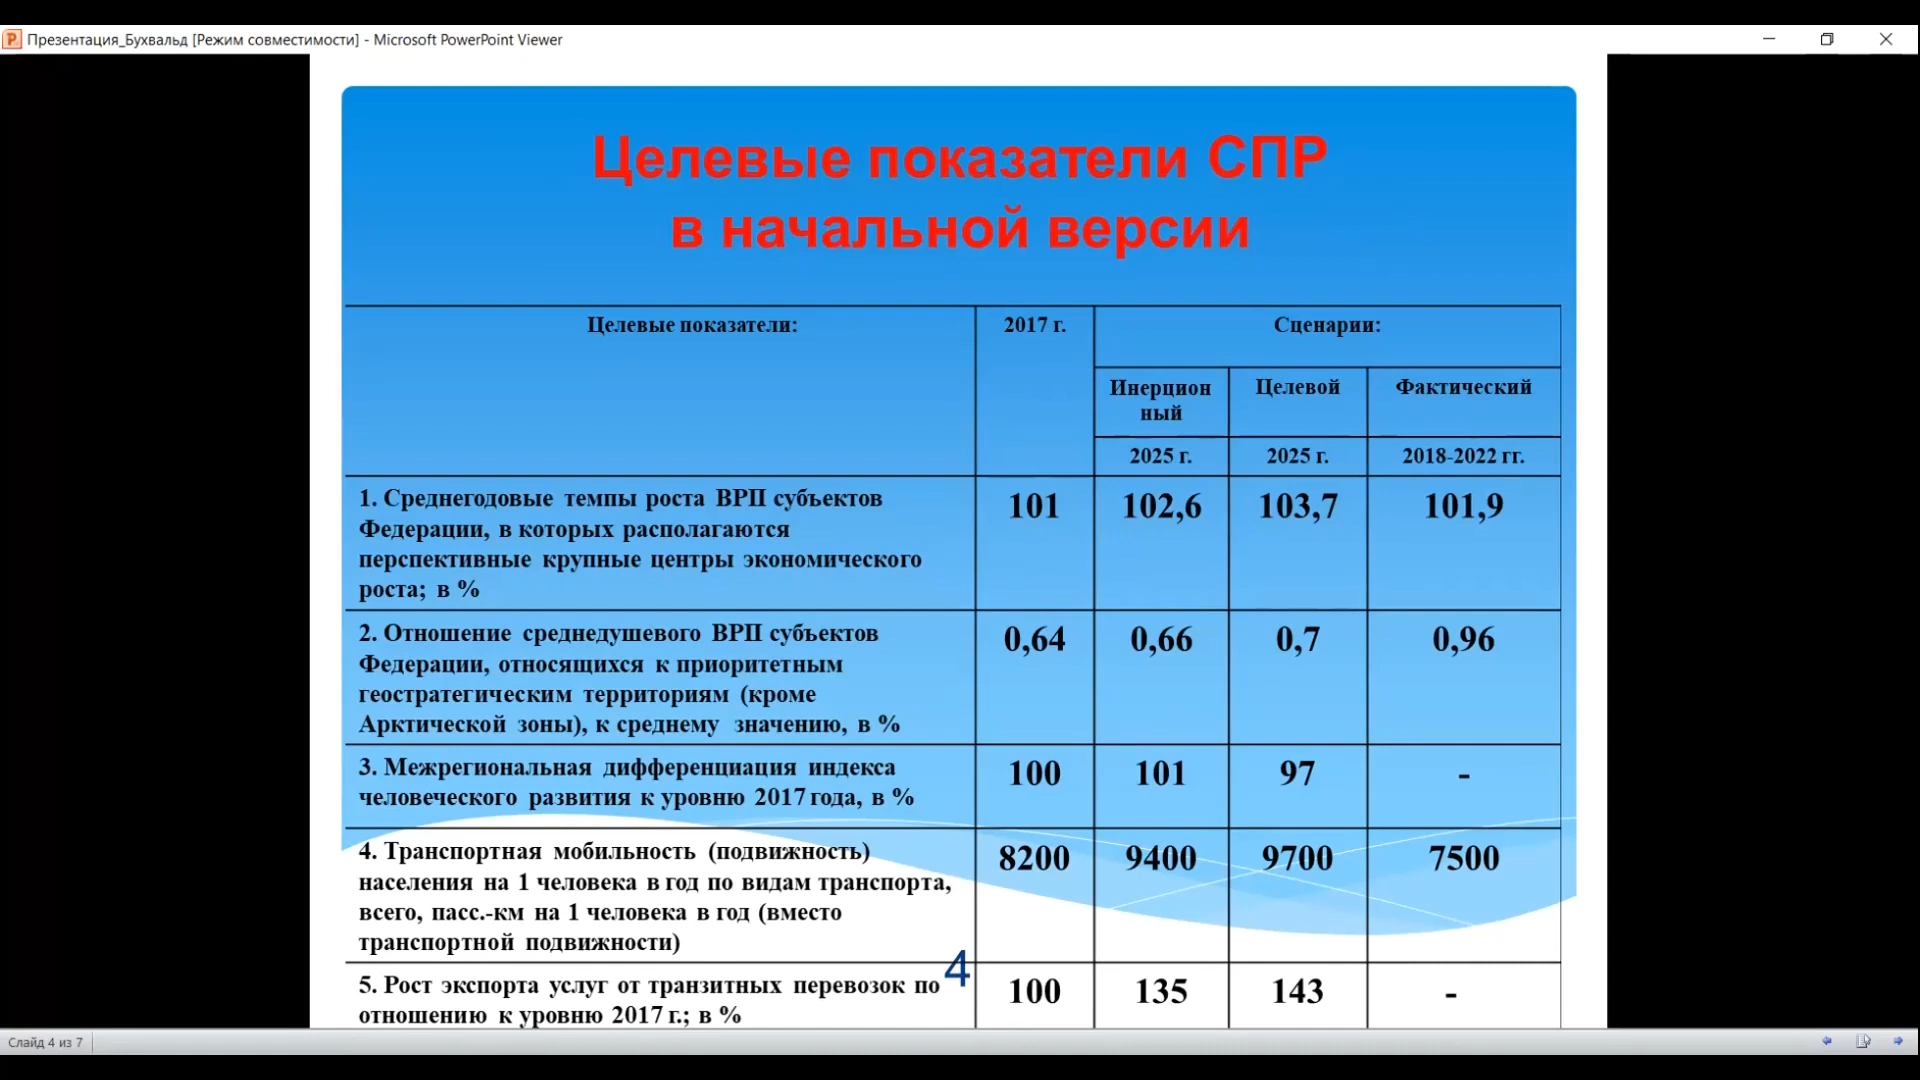 Презентация_Бухвальд [Режим совместимости] - Microsoft PowerPoint Viewer
Целевые показатели СПР
в начальной версии
Целевые показатели:
2017 г.
Сценарии:
Инерцион
ный
Целевой
Фактический
2025 г.
2025 г.
2018-2022 гг.
1. Среднегодовые темпы роста ВРП субъектов
Федерации, в которых располагаются
перспективные крупные центры экономического
роста; в %
101
102,6
103,7
101,9
2. Отношение среднедушевого ВРП субъектов
Федерации, относящихся к приоритетным
геостратегическим территориям (кроме
Арктической зоны), к среднему значению, в %
0,64
0,66
0,7
0,96
3. Межрегиональная дифференциация индекса
человеческого развития к уровню 2017 года, в %
100
101
97
-
4. Транспортная мобильность (подвижность)
населения на 1 человека в год по видам транспорта,
всего, пасс.-км на 1 человека в год (вместо
транспортной подвижности)
8200
9400
9700
7500
5. Рост экспорта услуг от транзитных перевозок по
отношению к уровню 2017 г.; в %
100
135
143
-
4
Слайд 4 из 7